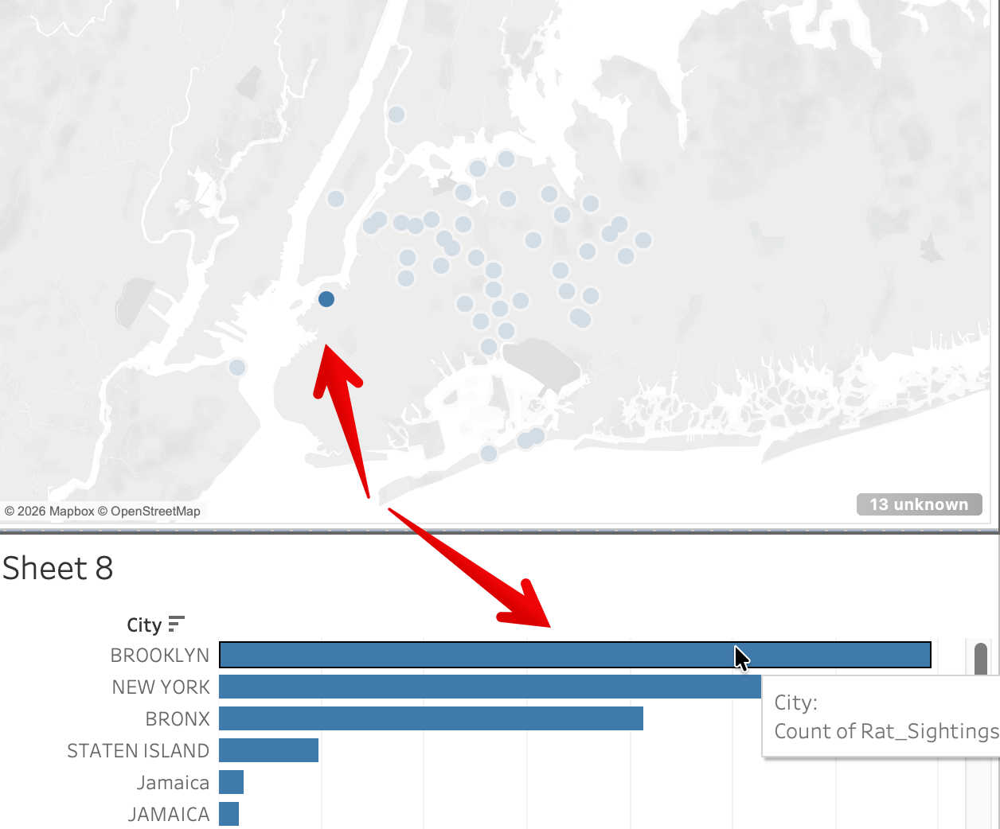 © 2026 Mapbox © OpenStreetMap
13 unknown
Sheet 8
City
BROOKLYN
NEW YORK
BRONX
STATEN ISLAND
Jamaica
JAMAICA
City:
Count of Rat_Sightings